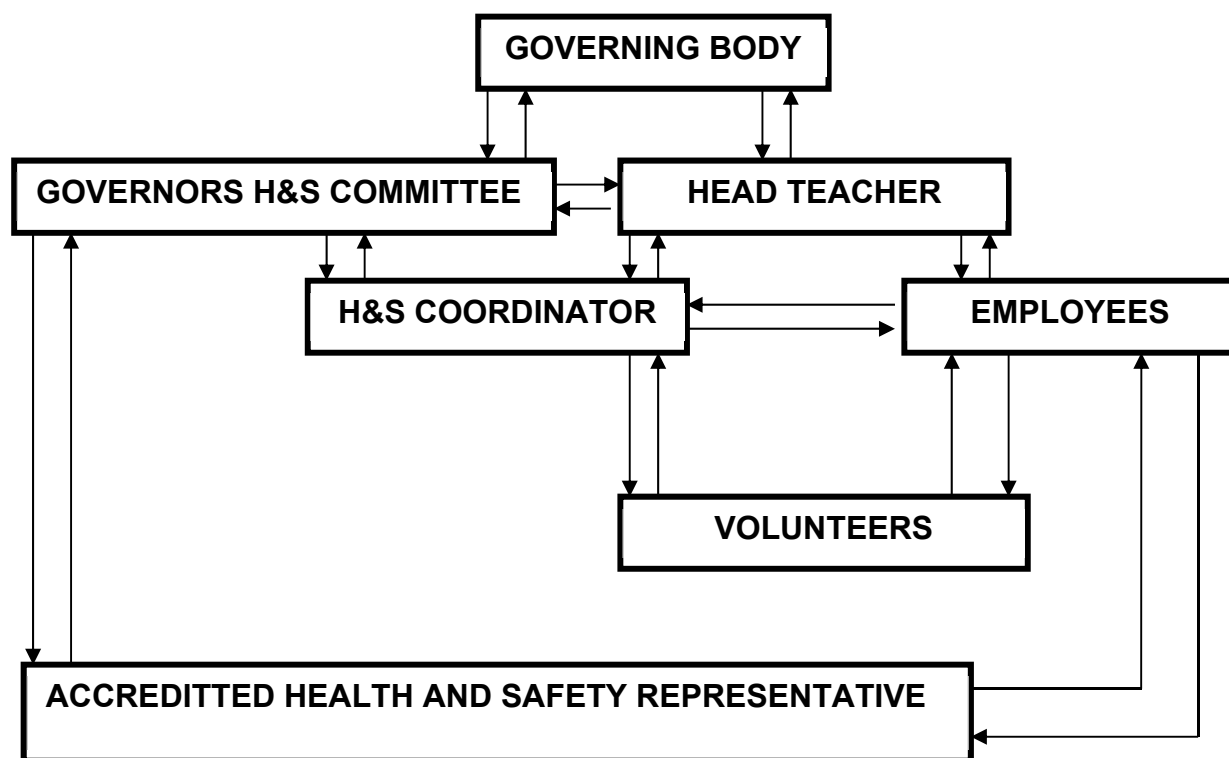 GOVERNING BODY
GOVERNORS H&S COMMITTEE
HEAD TEACHER
H&S COORDINATOR
EMPLOYEES
VOLUNTEERS
ACCREDITTED HEALTH AND SAFETY REPRESENTATIVE